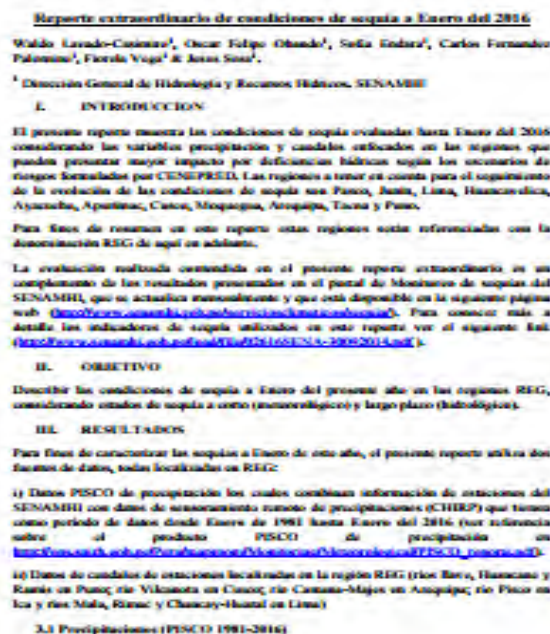 Reporte extraordinario de condiciones de sequía a Enero del 2016
Waldo Lavado-Casimiro¹, Oscar Felipe Obando¹, Sofía Endara¹, Carlos Fernandez
Palomino¹, Fiorela Vega¹ & Jesus Sosa¹.
¹ Dirección General de Hidrología y Recursos Hídricos, SENAMHI
I. INTRODUCCION
El presente reporte muestra las condiciones de sequía evaluadas hasta Enero del 2016
considerando las variables precipitación y caudales enfocados en las regiones que
pueden presentar mayor impacto por deficiencias hídricas según los escenarios de
riesgos formulados por CENEPRED. Las regiones a tener en cuenta para el seguimiento
de la evolución de las condiciones de sequía son Pasco, Junín, Lima, Huancavelica,
Ayacucho, Apurímac, Cusco, Moquegua, Arequipa, Tacna y Puno.
Para fines de resumen en este reporte estas regiones serán referenciadas con la
denominación REG de aquí en adelante.
La evaluación realizada contendida en el presente reporte extraordinario es un
complemento de los resultados presentados en el portal de Monitoreo de sequías del
SENAMHI, que se actualiza mensualmente y que está disponible en la siguiente página
web Para conocer más a
detalle los indicadores de sequía utilizados en este reporte ver el siguiente link
II. OBJETIVO
Describir las condiciones de sequía a Enero del presente año en las regiones REG,
considerando estados de sequía a corto (meteorológico) y largo plazo (hidrológico).
III. RESULTADOS
Para fines de caracterizar las sequías a Enero de este año, el presente reporte utiliza dos
fuentes de datos, todas localizadas en REG:
i) Datos PISCO de precipitación los cuales combinan información de estaciones del
SENAMHI con datos de sensoramiento remoto de precipitaciones (CHIRP) que tienen
como periodo de datos desde Enero de 1981 hasta Enero del 2016 (ver referencia
sobre el producto PISCO de precipitación en
ii) Datos de caudales de estaciones localizadas en la región REG (ríos Ilave, Huancane y
Ramis en Puno; río Vilcanota en Cusco; río Camana-Majes en Arequipa; río Pisco en
Ica y ríos Mala, Rimac y Chancay-Huaral en Lima)
3.1 Precipitaciones (PISCO 1981-2016)